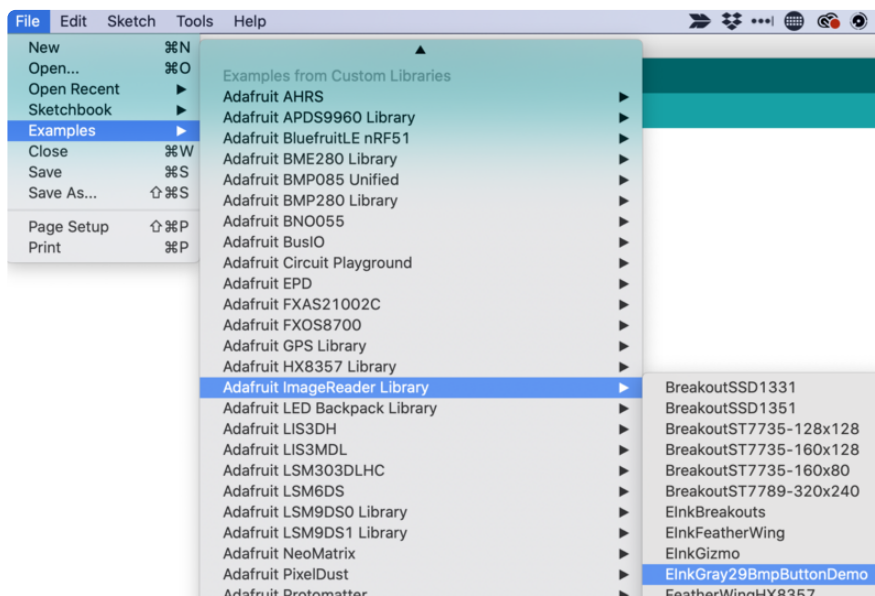 File Edit Sketch Tools Help
New ⌘N
Open... ⌘O
Open Recent ▶
Sketchbook ▶
Examples ▶
Close ⌘W
Save ⌘S
Save As... ⇧⌘S
Page Setup ⇧⌘P
Print ⌘P
▲
Examples from Custom Libraries
Adafruit AHRS ▶
Adafruit APDS9960 Library ▶
Adafruit BluefruitLE nRF51 ▶
Adafruit BME280 Library ▶
Adafruit BMP085 Unified ▶
Adafruit BMP280 Library ▶
Adafruit BNO055 ▶
Adafruit BusIO ▶
Adafruit Circuit Playground ▶
Adafruit EPD ▶
Adafruit FXAS21002C ▶
Adafruit FXOS8700 ▶
Adafruit GPS Library ▶
Adafruit HX8357 Library ▶
Adafruit ImageReader Library ▶
Adafruit LED Backpack Library ▶
Adafruit LIS3DH ▶
Adafruit LIS3MDL ▶
Adafruit LSM303DLHC ▶
Adafruit LSM6DS ▶
Adafruit LSM9DS0 Library ▶
Adafruit LSM9DS1 Library ▶
Adafruit NeoMatrix ▶
Adafruit PixelDust ▶
Adafruit Protomatter ▶
BreakoutSSD1331
BreakoutSSD1351
BreakoutST7735-128x128
BreakoutST7735-160x128
BreakoutST7735-160x80
BreakoutST7789-320x240
EInkBreakouts
EInkFeatherWing
EInkGizmo
EInkGray29BmpButtonDemo
FeatherWingHX8357